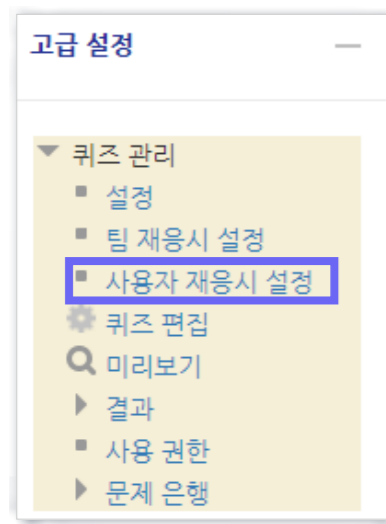 고급 설정
퀴즈 관리
설정
팀 재응시 설정
사용자 재응시 설정
퀴즈 편집
미리보기
결과
사용 권한
문제 은행